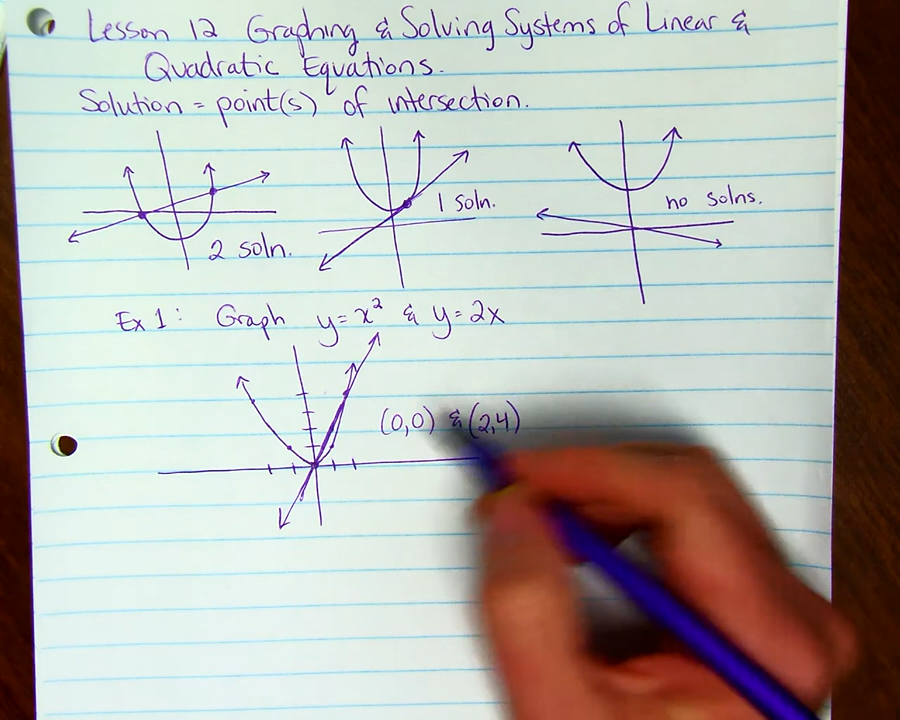 Lesson 12 Graphing & Solving Systems of Linear &
Quadratic Equations.
Solution = point(s) of intersection.
2 soln.
1 soln.
no solns.
Ex 1: Graph y=x² & y=2x
(0,0) & (2,4)